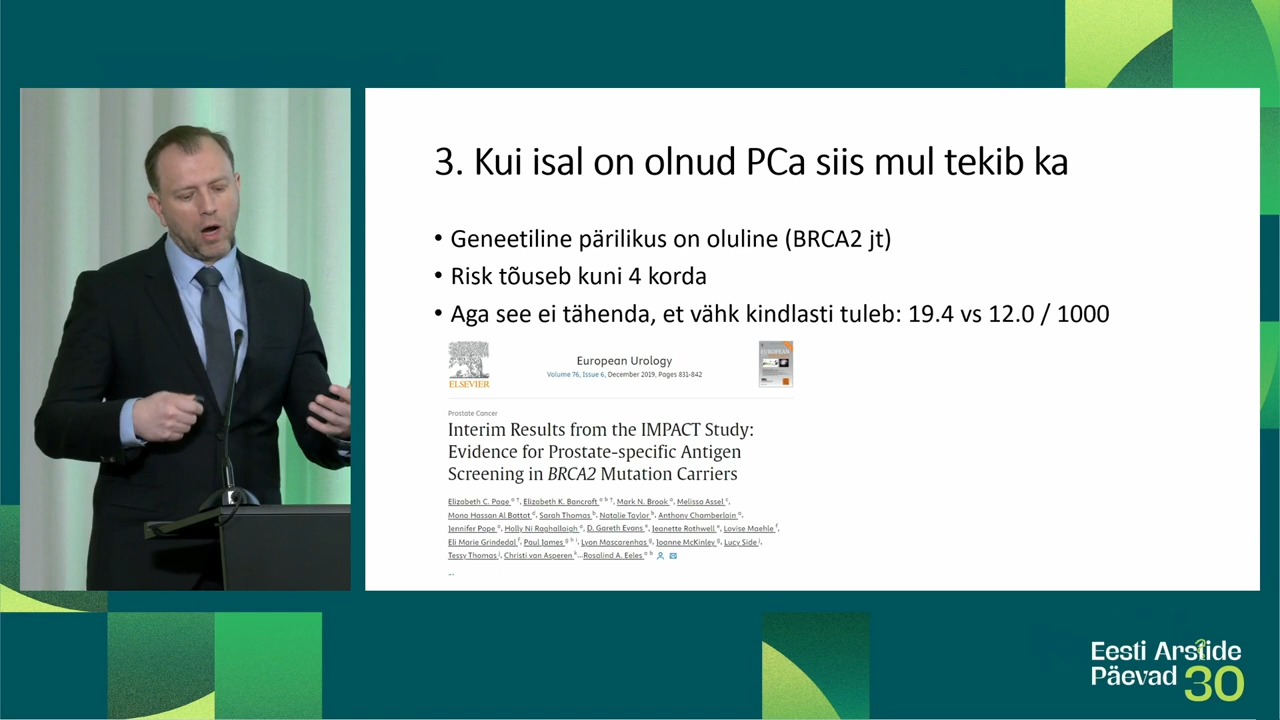 3. Kui isal on olnud PCa siis mul tekib ka
• Geneetiline pärilikus on oluline (BRCA2 jt)
• Risk tõuseb kuni 4 korda
• Aga see ei tähenda, et vähk kindlasti tuleb: 19.4 vs 12.0 / 1000
ELSEVIER
European Urology
Volume 76, Issue 6, December 2019, Pages 831-842
EUROPEAN
Prostate Cancer
Interim Results from the IMPACT Study:
Evidence for Prostate-specific Antigen
Screening in BRCA2 Mutation Carriers
Elizabeth C. Page, Elizabeth K. Bancroft, Mark N. Brook, Melissa Assel,
Mona Hassan Al Battat, Sarah Thomas, Natalie Taylor, Anthony Chamberlain,
Jennifer Pope, Holly Ni Raghallaigh, D. Gareth Evans, Jeanette Rothwell, Lovise Maehle,
Eli Marie Grindedal, Paul James, Lyon Mascarenhas, Joanne McKinley, Lucy Side,
Tessy Thomas, Christi van Asperen ...Rosalind A. Eeles
Eesti Arstide
Päevad 30